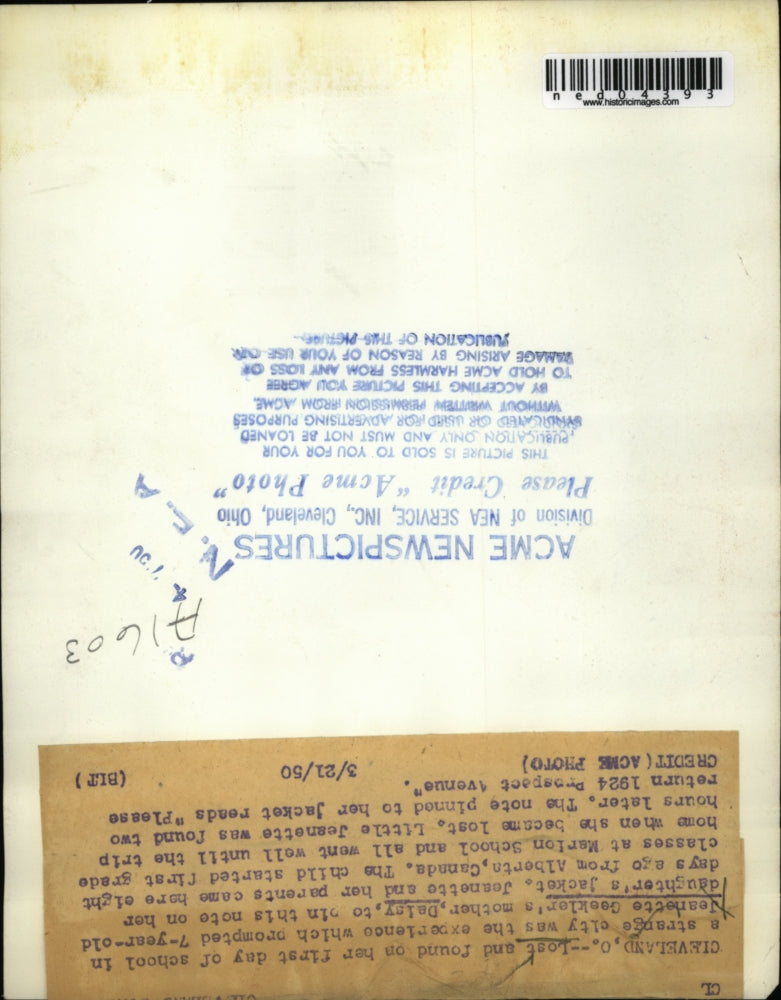 ned04393
www.historicimages.com
CL
CLEVELAND,O.--Lost and found on her first day of school in
a strange city was the experience which prompted 7-year-old
Jeanette Geekler's mother,Daisy,to pin this note on her
daughter's jacket. Jeanette and her parents came here eight
days ago from Alberta,Canada. The child started first grade
classes at Marion School and all went well until the trip
home when she became lost. Little Jeanette was found two
hours later. The note pinned to her jacket reads "Please
return 1924 Prospect Avenue".
CREDIT(ACME PHOTO) 3/21/50 (BLT)
A1603
N. E. A
ACME NEWSPICTURES
Division of NEA SERVICE, INC., Cleveland, Ohio
Please Credit "Acme Photo"
THIS PICTURE IS SOLD TO YOU FOR YOUR
PUBLICATION ONLY AND MUST NOT BE LOANED
SYNDICATED OR USED FOR ADVERTISING PURPOSES
WITHOUT WRITTEN PERMISSION FROM ACME.
BY ACCEPTING THIS PICTURE YOU AGREE
TO HOLD ACME HARMLESS FROM ANY LOSS OR
DAMAGE ARISING BY REASON OF YOUR USE OR
PUBLICATION OF THIS PICTURE